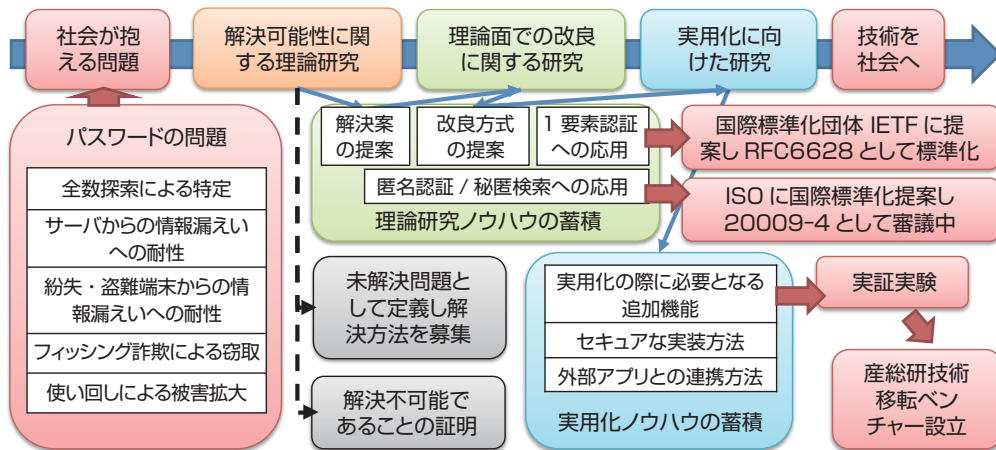 社会が抱
える問題
解決可能性に関
する理論研究
理論面での改良
に関する研究
実用化に向
けた研究
技術を
社会へ
パスワードの問題
全数探索による特定
サーバからの情報漏えい
への耐性
紛失・盗難端末からの情
報漏えいへの耐性
フィッシング詐欺による窃取
使い回しによる被害拡大
解決案
の提案
改良方式
の提案
1 要素認証
への応用
匿名認証 / 秘匿検索への応用
理論研究ノウハウの蓄積
国際標準化団体 IETF に提
案し RFC6628 として標準化
ISO に国際標準化提案し
20009-4 として審議中
未解決問題と
して定義し解
決方法を募集
解決不可能で
あることの証明
実用化の際に必要となる
追加機能
セキュアな実装方法
外部アプリとの連携方法
実用化ノウハウの蓄積
実証実験
産総研技術
移転ベン
チャー設立